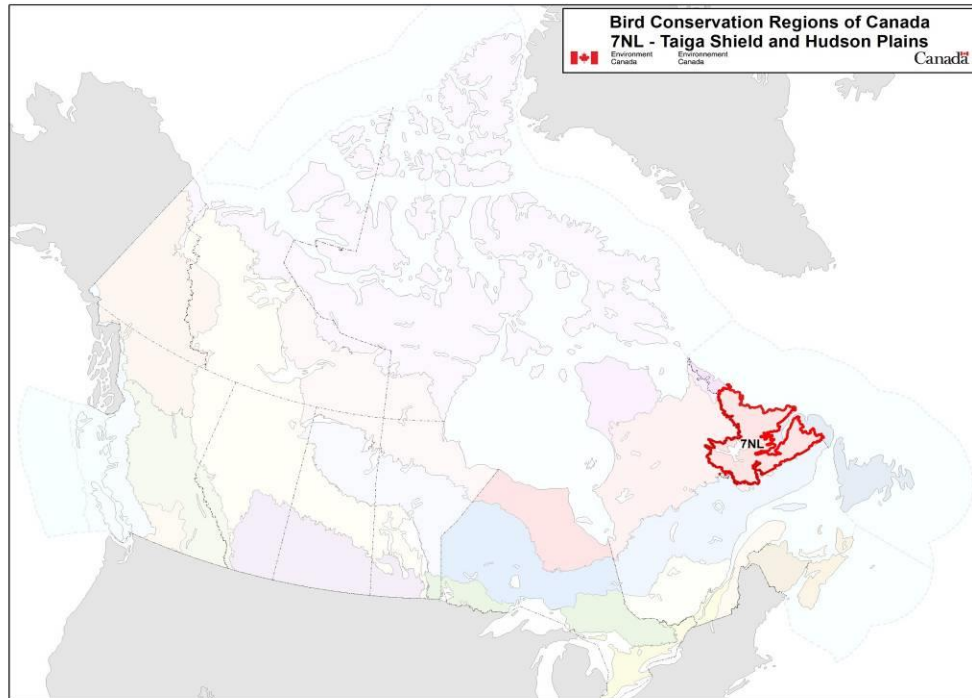 Bird Conservation Regions of Canada
7NL - Taiga Shield and Hudson Plains
Environment Canada
Environnement Canada
Canada
7NL